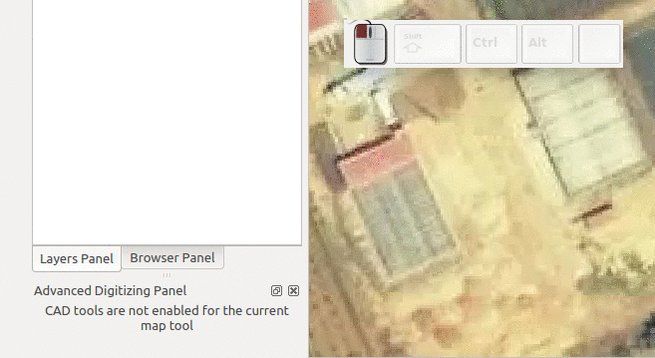 Shift
Ctrl
Alt
Layers Panel
Browser Panel
Advanced Digitizing Panel
CAD tools are not enabled for the current
map tool